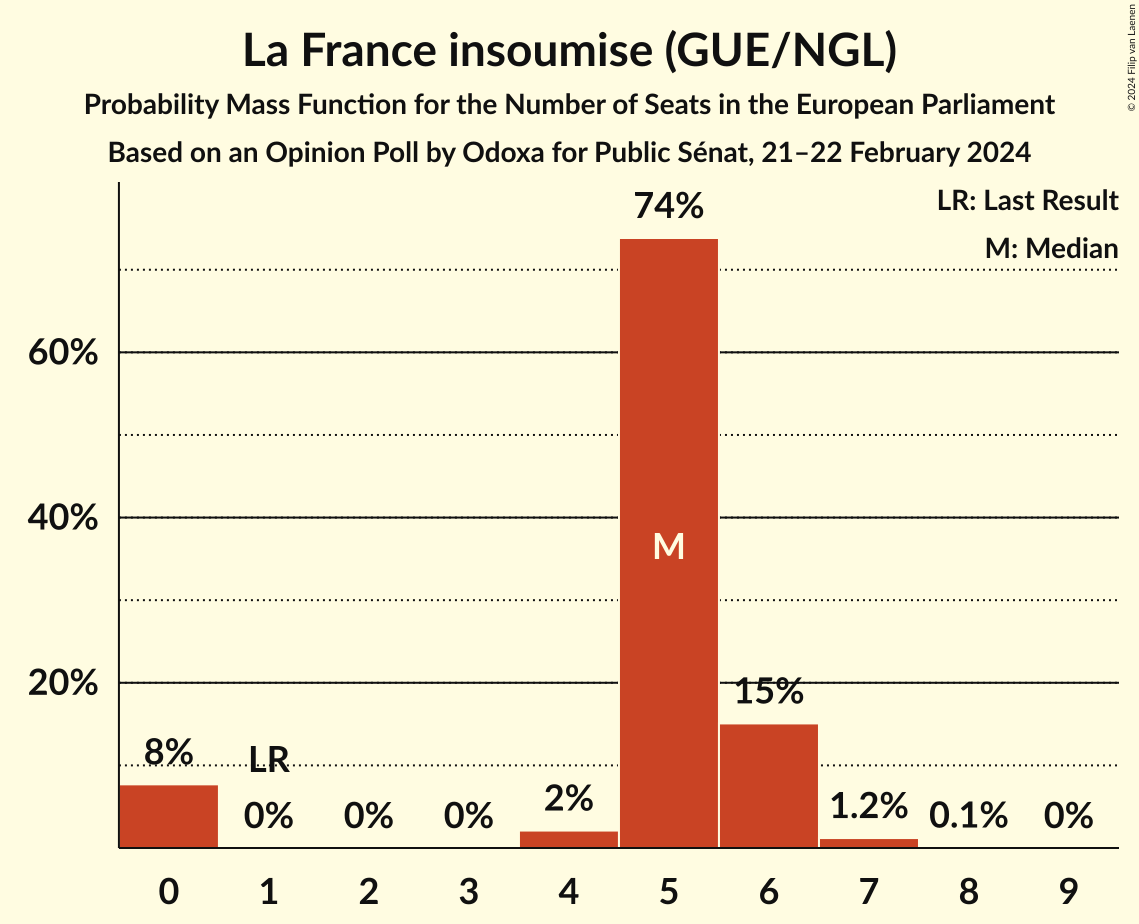 © 2024 Filip van Laenen
La France insoumise (GUE/NGL)
Probability Mass Function for the Number of Seats in the European Parliament
Based on an Opinion Poll by Odoxa for Public Sénat, 21–22 February 2024
LR: Last Result
M: Median
74%
60%
40%
M
20%
15%
8%
LR
0%
0%
0%
2%
1.2%
0.1%
0%
0 1 2 3 4 5 6 7 8 9